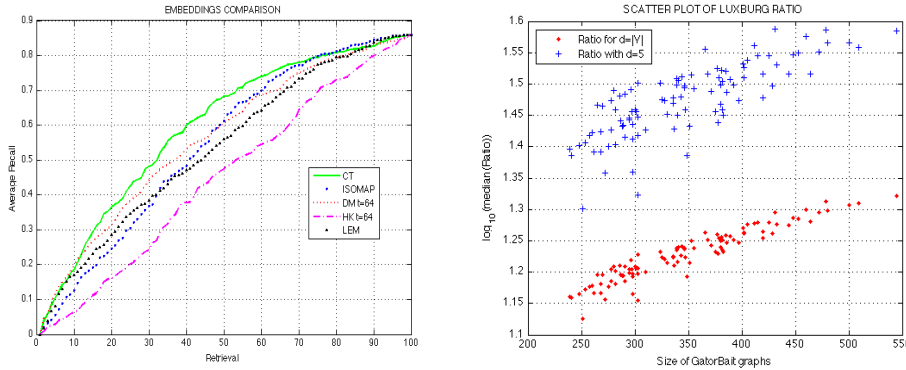 EMBEDDINGS COMPARISON
0.9
0.8
0.7
0.6
0.5
0.4
0.3
0.2
0.1
0
Average Recall
0 10 20 30 40 50 60 70 80 90 100
Retrieval
CT
ISOMAP
DM t=64
HK t=64
LEM
SCATTER PLOT OF LUXBURG RATIO
1.6
1.55
1.5
1.45
1.4
1.35
1.3
1.25
1.2
1.15
1.1
log10 (median (Ratio))
200 250 300 350 400 450 500 550
Size of GatorBait graphs
Ratio for d=|V|
Ratio with d=5